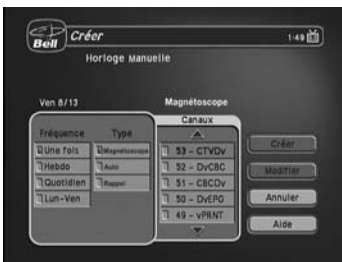 Bell
Créer
1:49
Horloge Manuelle
Ven 8/13
Magnétoscope
Fréquence
Type
Canaux
Une fois
Hebdo
Quotidien
Lun-Ven
Magnétoscope
Auto
Rappel
53 - CTVDv
52 - DvCBC
51 - CBCDv
50 - DvEPG
49 - vPRNT
Créer
Modifier
Annuler
Aide